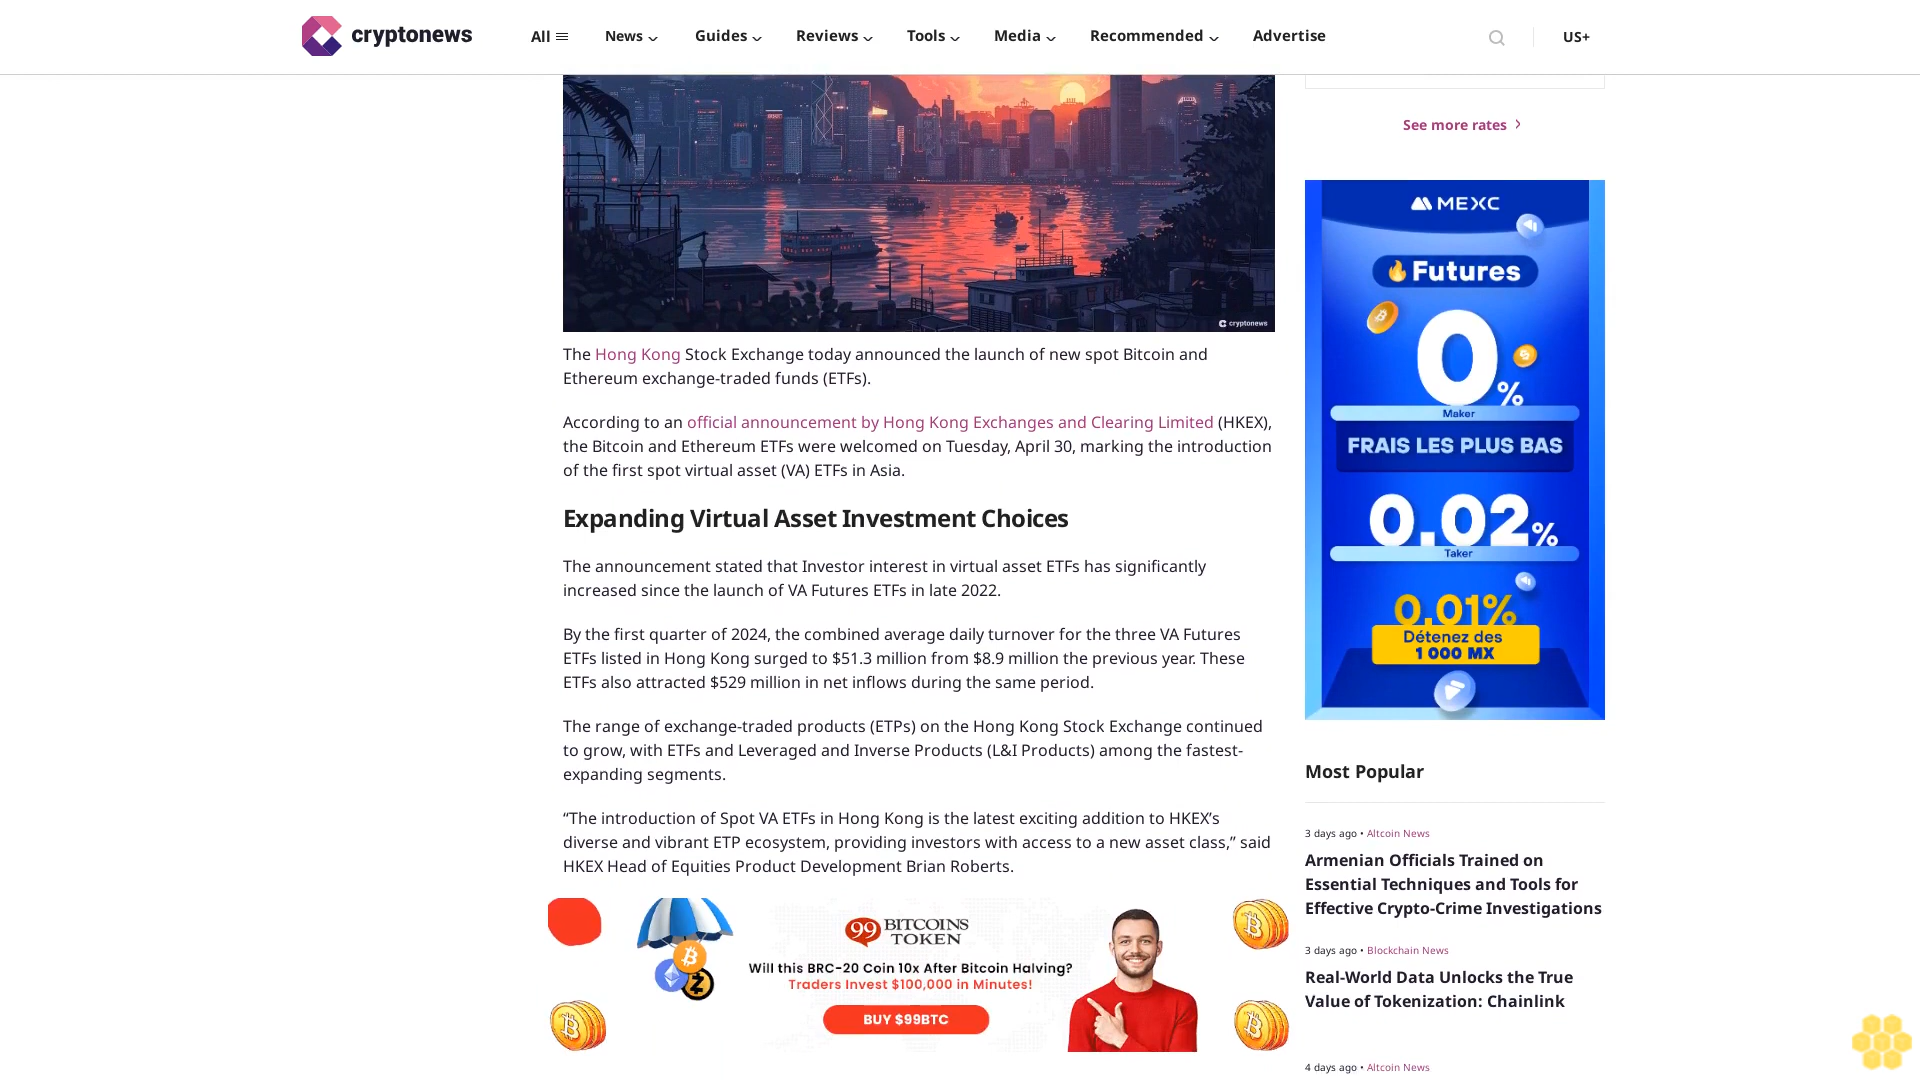 cryptonews
All
News
Guides
Reviews
Tools
Media
Recommended
Advertise
US+
cryptonews
The Hong Kong Stock Exchange today announced the launch of new spot Bitcoin and
Ethereum exchange-traded funds (ETFs).
According to an official announcement by Hong Kong Exchanges and Clearing Limited (HKEX),
the Bitcoin and Ethereum ETFs were welcomed on Tuesday, April 30, marking the introduction
of the first spot virtual asset (VA) ETFs in Asia.
Expanding Virtual Asset Investment Choices
The announcement stated that Investor interest in virtual asset ETFs has significantly
increased since the launch of VA Futures ETFs in late 2022.
By the first quarter of 2024, the combined average daily turnover for the three VA Futures
ETFs listed in Hong Kong surged to $51.3 million from $8.9 million the previous year. These
ETFs also attracted $529 million in net inflows during the same period.
The range of exchange-traded products (ETPs) on the Hong Kong Stock Exchange continued
to grow, with ETFs and Leveraged and Inverse Products (L&I Products) among the fastest-
expanding segments.
“The introduction of Spot VA ETFs in Hong Kong is the latest exciting addition to HKEX’s
diverse and vibrant ETP ecosystem, providing investors with access to a new asset class,” said
HKEX Head of Equities Product Development Brian Roberts.
99 BITCOINS
TOKEN
Will this BRC-20 Coin 10x After Bitcoin Halving?
Traders Invest $100,000 in Minutes!
BUY $99BTC
See more rates
MEXC
Futures
0%
Maker
FRAIS LES PLUS BAS
0.02%
Taker
0.01%
Détenez des
1 000 MX
Most Popular
3 days ago • Altcoin News
Armenian Officials Trained on
Essential Techniques and Tools for
Effective Crypto-Crime Investigations
3 days ago • Blockchain News
Real-World Data Unlocks the True
Value of Tokenization: Chainlink
4 days ago • Altcoin News